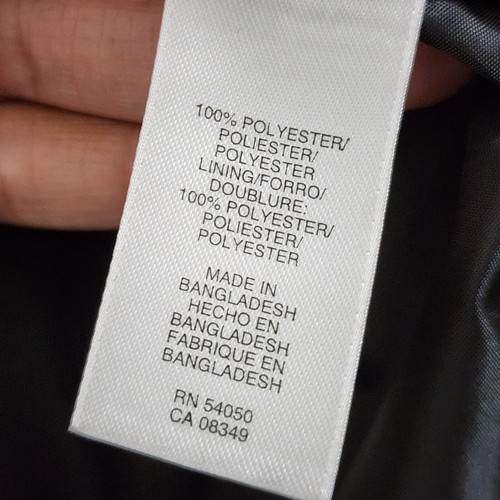 100% POLYESTER/
POLIESTER/
POLYESTER
LINING/FORRO/
DOUBLURE:
100% POLYESTER/
POLIESTER/
POLYESTER
MADE IN
BANGLADESH
HECHO EN
BANGLADESH
FABRIQUE EN
BANGLADESH
RN 54050
CA 08349